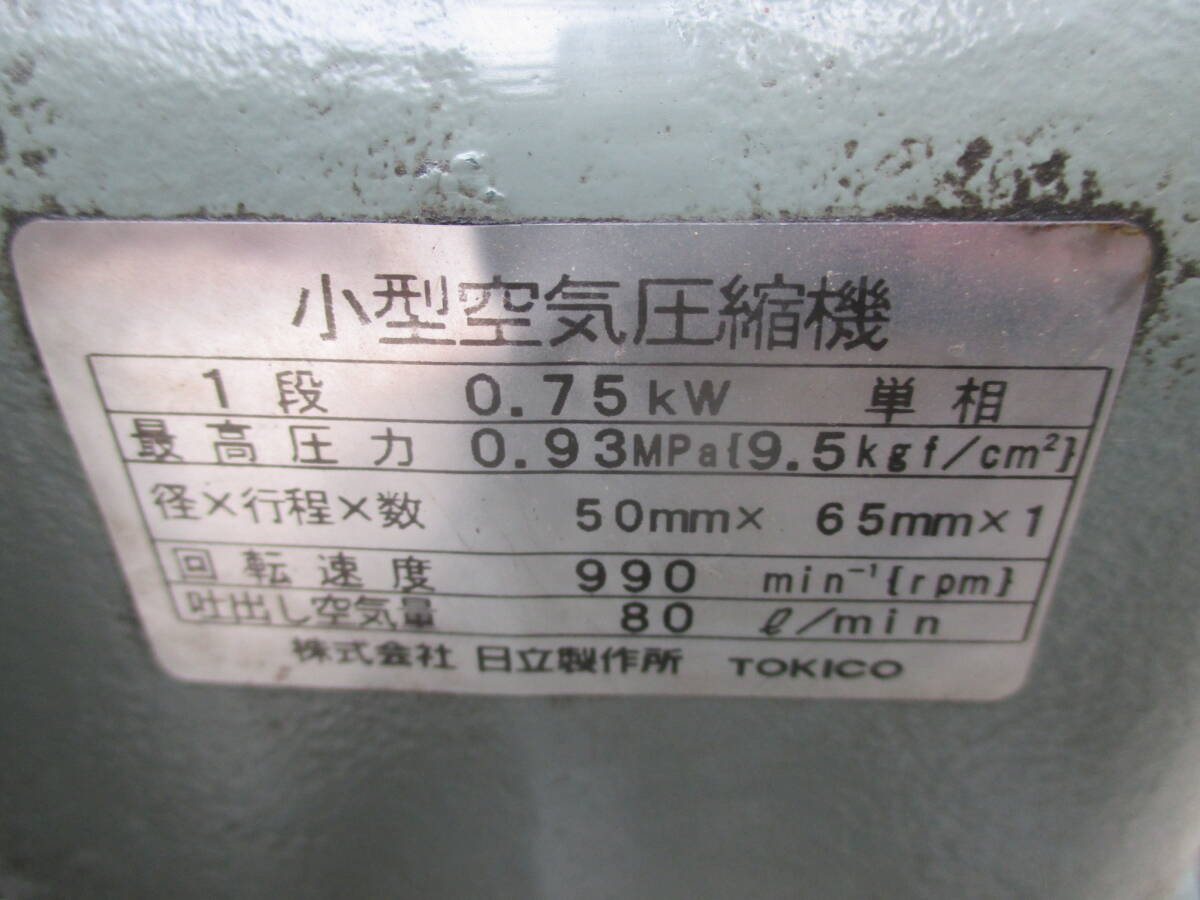 小型空気圧縮機
1段 0.75kW 単相
最高圧力 0.93MPa{9.5kgf/cm²}
径×行程×数 50mm× 65mm×1
回転速度 990 min⁻¹{rpm}
吐出し空気量 80 ℓ/min
株式会社 日立製作所 TOKICO